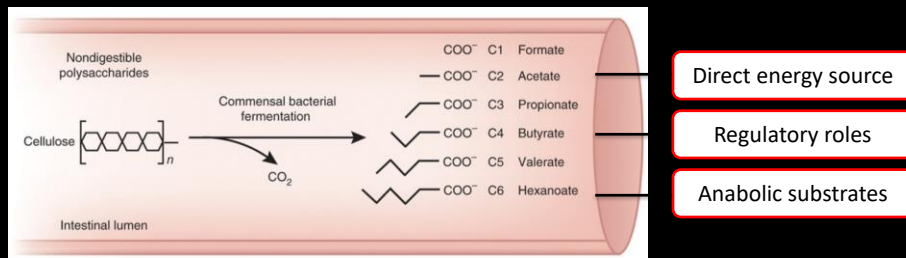 Nondigestible
polysaccharides
Cellulose
n
Commensal bacterial
fermentation
CO₂
Intestinal lumen
COO⁻ C1 Formate
COO⁻ C2 Acetate
COO⁻ C3 Propionate
COO⁻ C4 Butyrate
COO⁻ C5 Valerate
COO⁻ C6 Hexanoate
Direct energy source
Regulatory roles
Anabolic substrates